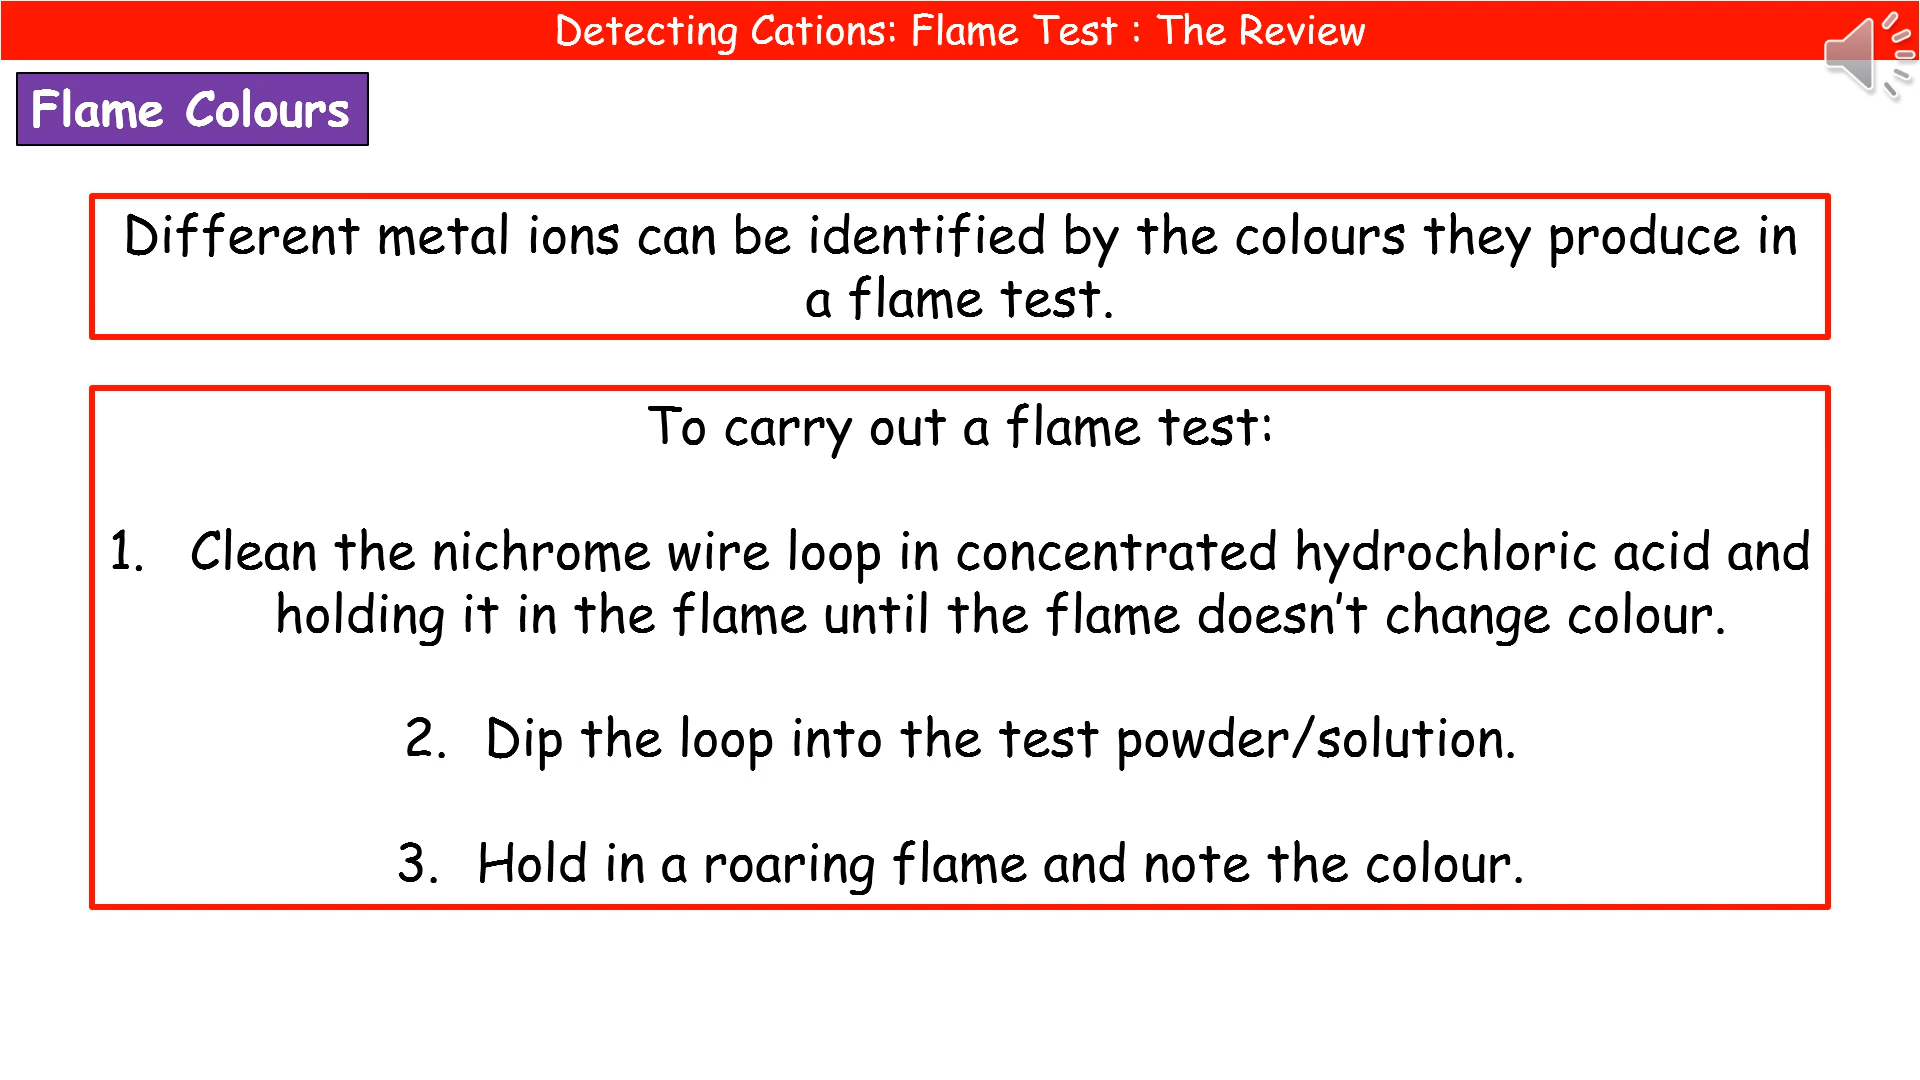 Detecting Cations: Flame Test : The Review
Flame Colours
Different metal ions can be identified by the colours they produce in
a flame test.
To carry out a flame test:
1. Clean the nichrome wire loop in concentrated hydrochloric acid and
holding it in the flame until the flame doesn't change colour.
2. Dip the loop into the test powder/solution.
3. Hold in a roaring flame and note the colour.